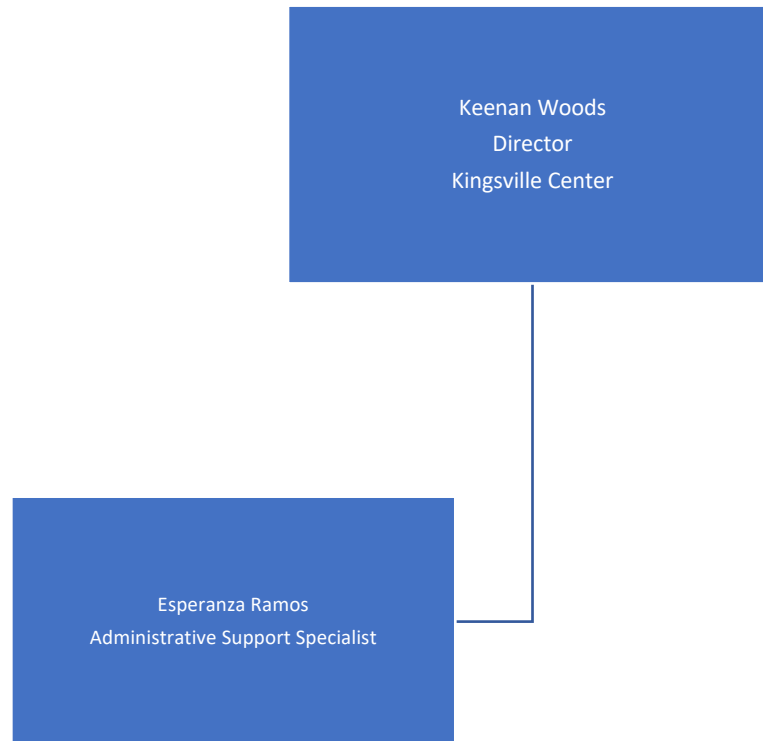 Keenan Woods
Director
Kingsville Center
Esperanza Ramos
Administrative Support Specialist